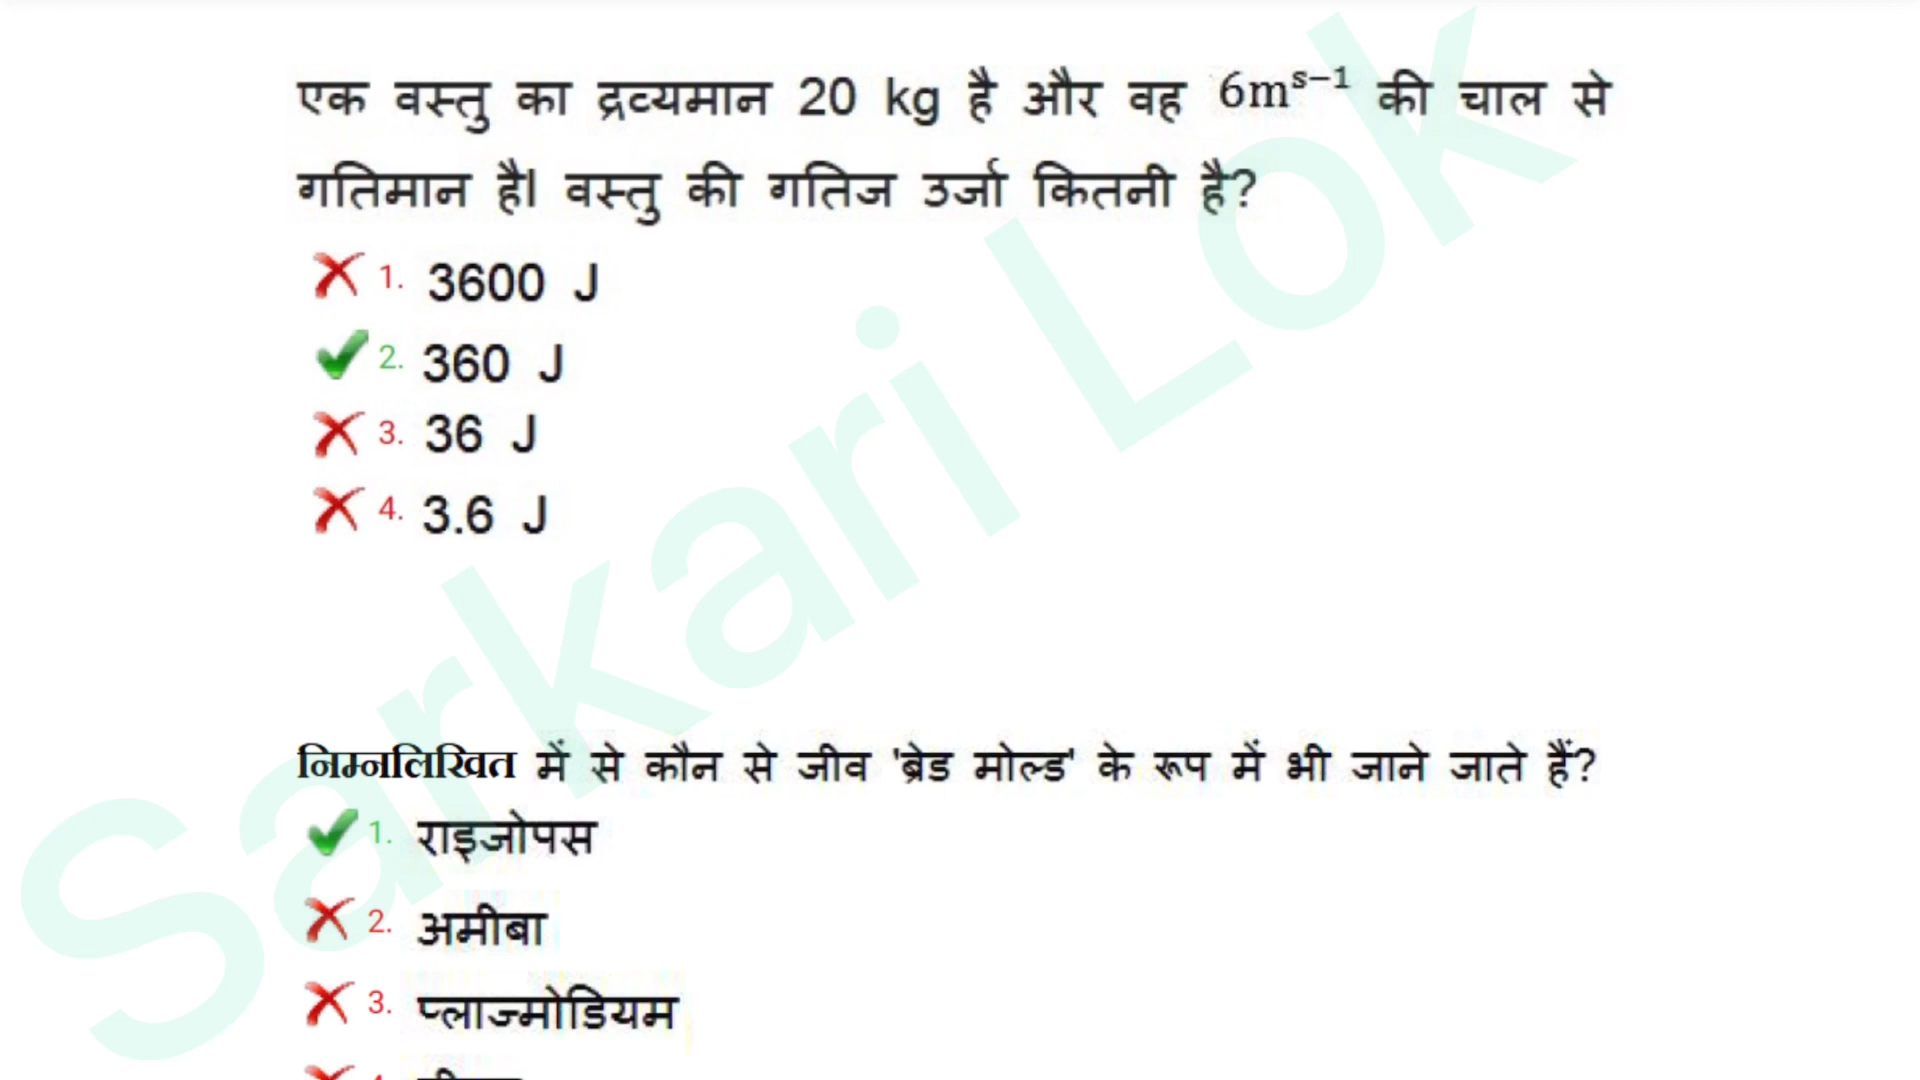 एक वस्तु का द्रव्यमान 20 kg है और वह 6mˢ⁻¹ की चाल से
गतिमान है। वस्तु की गतिज उर्जा कितनी है?
1. 3600 J
2. 360 J
3. 36 J
4. 3.6 J
निम्नलिखित में से कौन से जीव 'ब्रेड मोल्ड' के रूप में भी जाने जाते हैं?
1. राइजोपस
2. अमीबा
3. प्लाज्मोडियम
Sarkari Lok